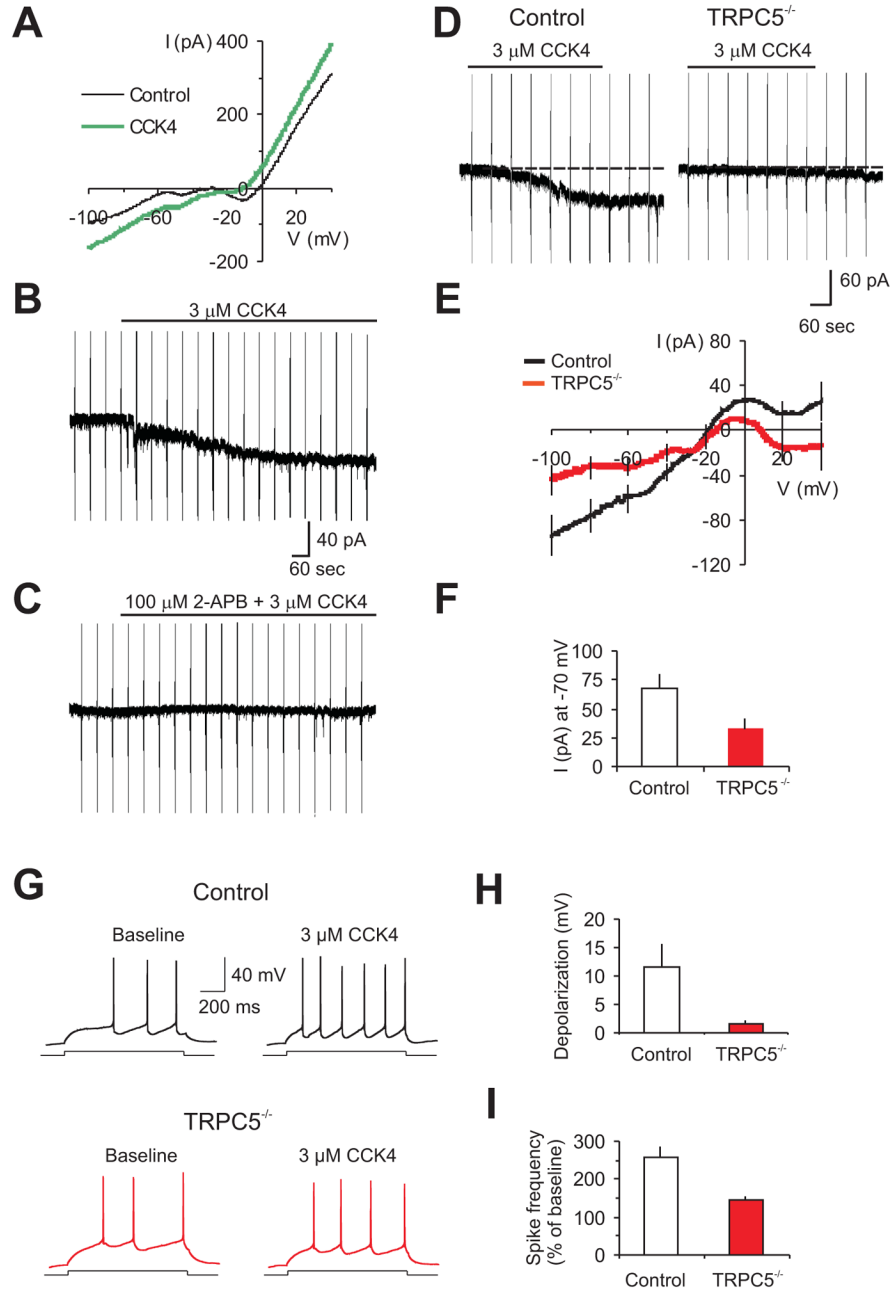 A
I (pA)
400
200
0
-100
-60
-20
20
V (mV)
-200
Control
CCK4
B
3 μM CCK4
40 pA
60 sec
C
100 μM 2-APB + 3 μM CCK4
D
Control
TRPC5-/-
3 μM CCK4
3 μM CCK4
60 pA
60 sec
E
I (pA)
80
40
0
-40
-80
-120
-100
-60
-20
20
V (mV)
Control
TRPC5-/-
F
I (pA) at -70 mV
100
75
50
25
0
Control
TRPC5-/-
G
Control
Baseline
3 μM CCK4
40 mV
200 ms
TRPC5-/-
Baseline
3 μM CCK4
H
Depolarization (mV)
20
15
10
5
0
Control
TRPC5-/-
I
Spike frequency
(% of baseline)
300
200
100
0
Control
TRPC5-/-